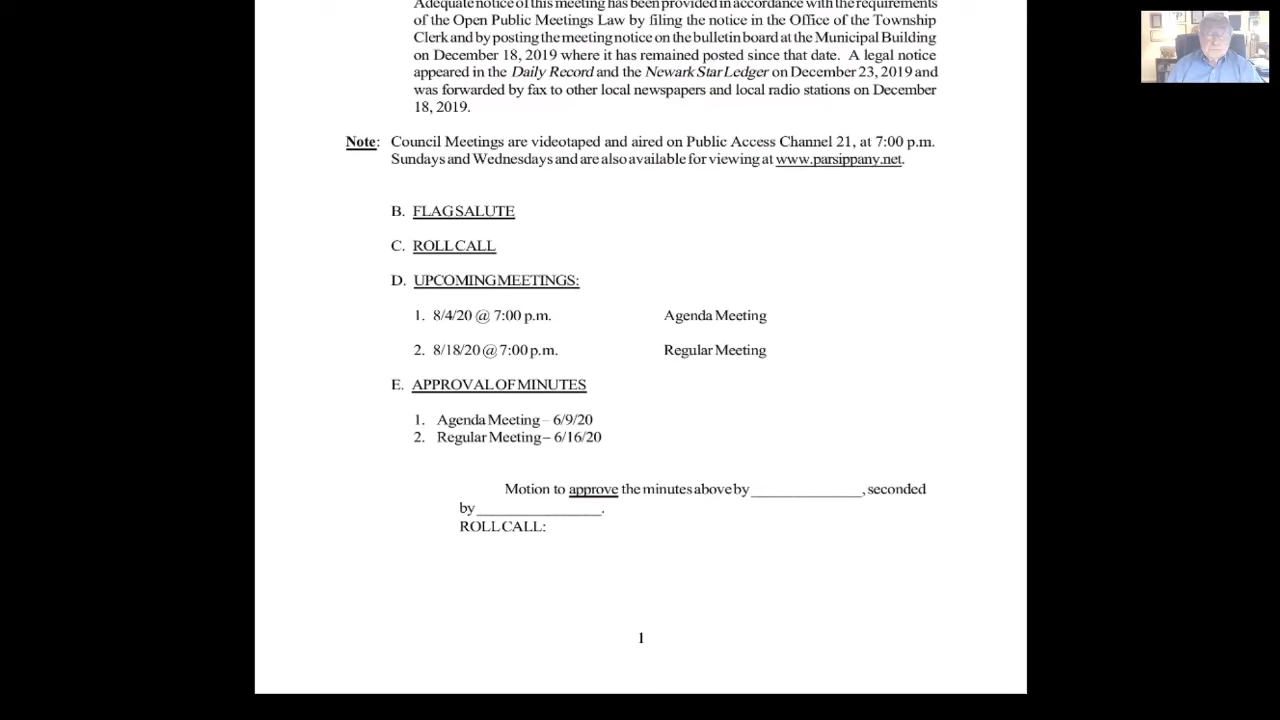 Adequate notice of this meeting has been provided in accordance with the requirements
of the Open Public Meetings Law by filing the notice in the Office of the Township
Clerk and by posting the meeting notice on the bulletin board at the Municipal Building
on December 18, 2019 where it has remained posted since that date. A legal notice
appeared in the Daily Record and the Newark Star Ledger on December 23, 2019 and
was forwarded by fax to other local newspapers and local radio stations on December
18, 2019.
Note: Council Meetings are videotaped and aired on Public Access Channel 21, at 7:00 p.m.
Sundays and Wednesdays and are also available for viewing at www.parsippany.net.
B. FLAG SALUTE
C. ROLL CALL
D. UPCOMING MEETINGS:
1. 8/4/20 @ 7:00 p.m. Agenda Meeting
2. 8/18/20 @ 7:00 p.m. Regular Meeting
E. APPROVAL OF MINUTES
1. Agenda Meeting – 6/9/20
2. Regular Meeting – 6/16/20
Motion to approve the minutes above by ________________, seconded
by __________________.
ROLL CALL:
1